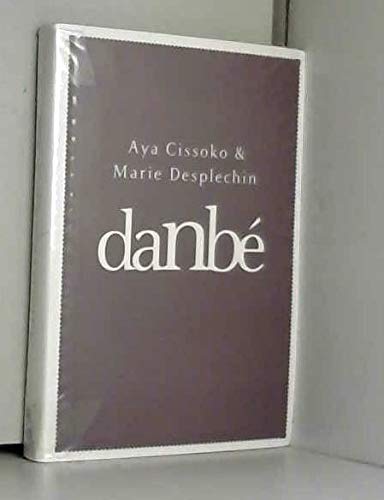 Aya Cissoko &
Marie Desplechin
danbé